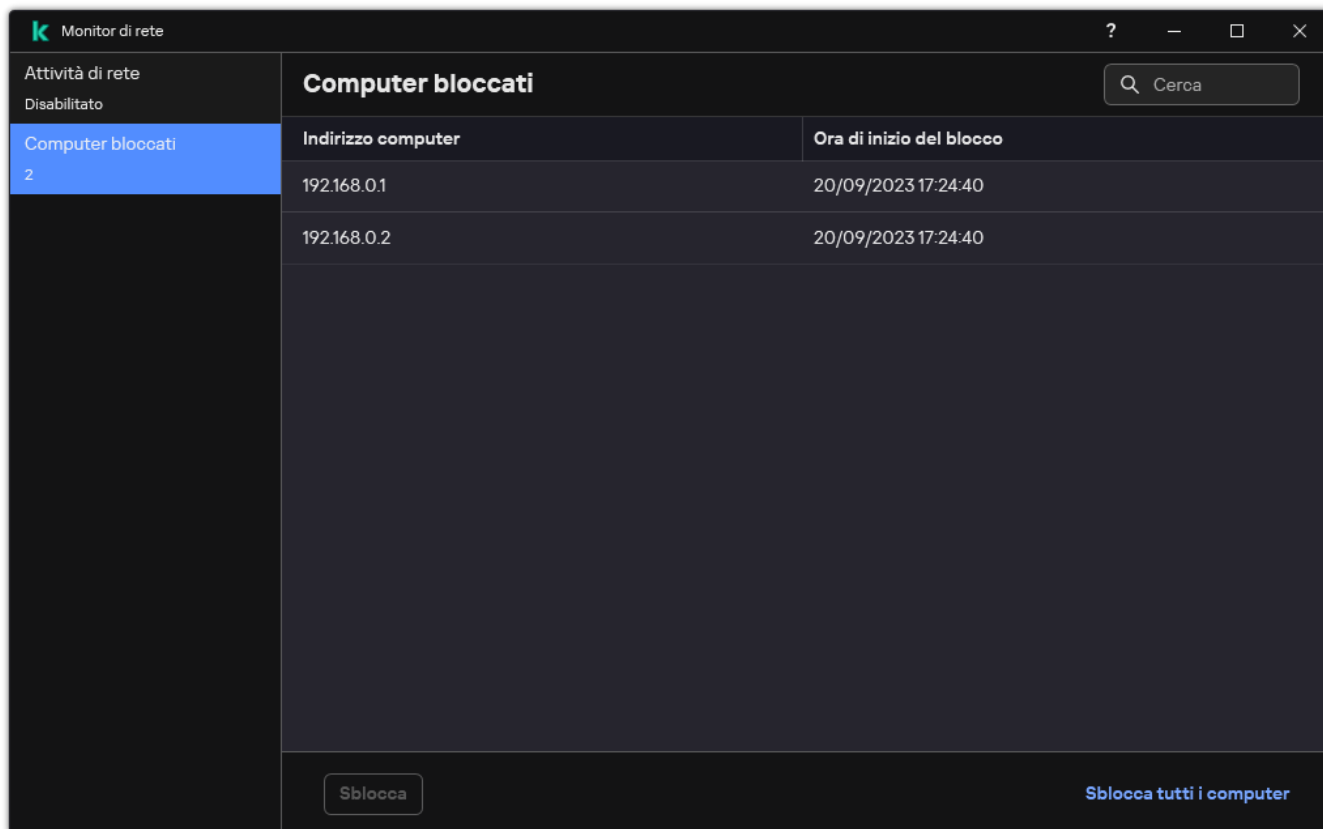 Monitor di rete
?
Attività di rete
Disabilitato
Computer bloccati
2
Computer bloccati
Cerca
Indirizzo computer Ora di inizio del blocco
192.168.0.1 20/09/2023 17:24:40
192.168.0.2 20/09/2023 17:24:40
Sblocca
Sblocca tutti i computer